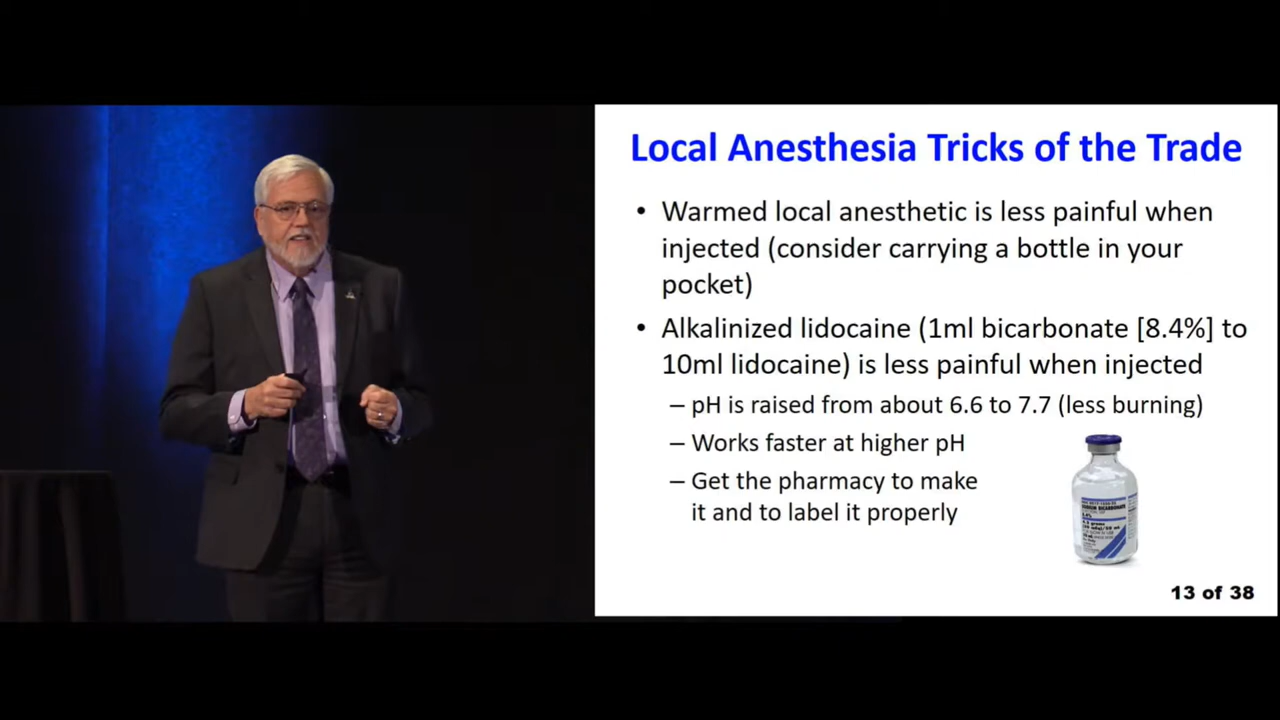 Local Anesthesia Tricks of the Trade
• Warmed local anesthetic is less painful when
injected (consider carrying a bottle in your
pocket)
• Alkalinized lidocaine (1ml bicarbonate [8.4%] to
10ml lidocaine) is less painful when injected
– pH is raised from about 6.6 to 7.7 (less burning)
– Works faster at higher pH
– Get the pharmacy to make
it and to label it properly
SODIUM BICARBONATE
13 of 38